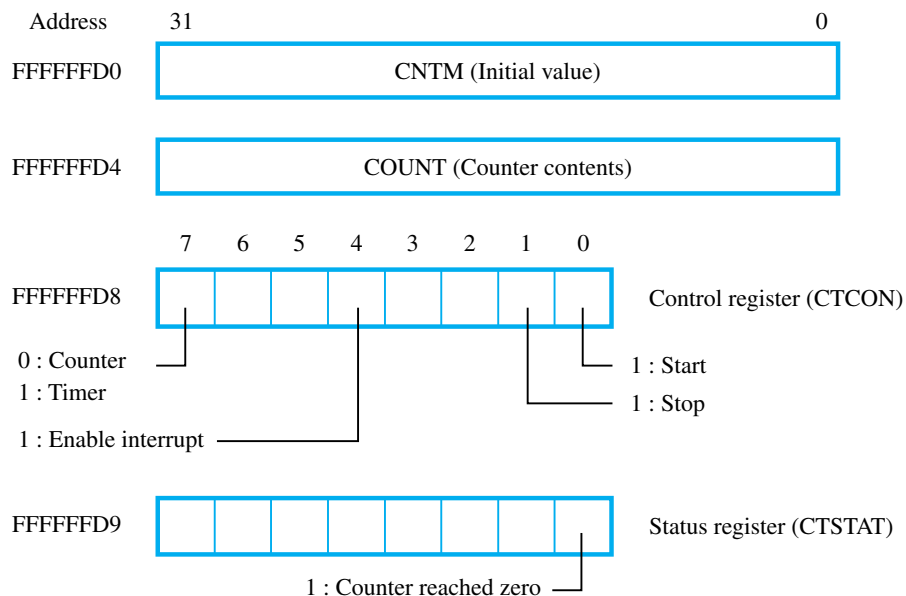 Address 31 0
FFFFFFD0 CNTM (Initial value)
FFFFFFD4 COUNT (Counter contents)
7 6 5 4 3 2 1 0
FFFFFFD8 Control register (CTCON)
0 : Counter 1 : Start
1 : Timer 1 : Stop
1 : Enable interrupt
FFFFFFD9 Status register (CTSTAT)
1 : Counter reached zero